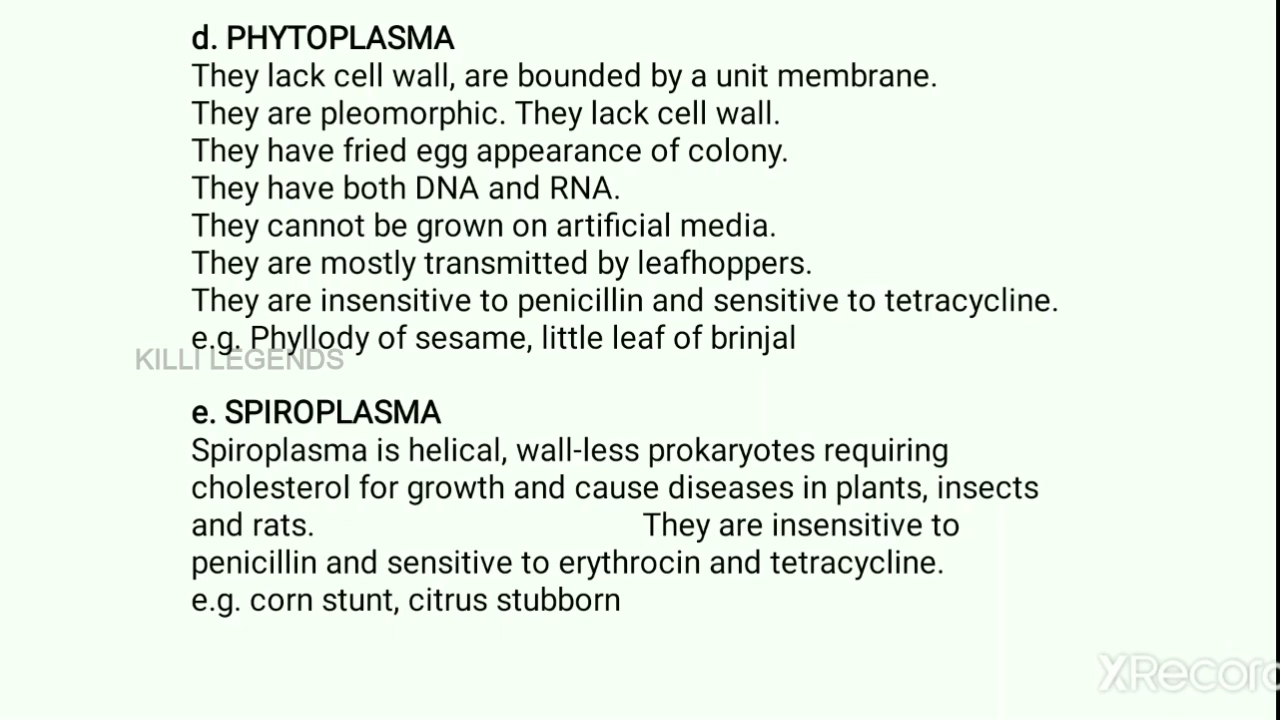 d. PHYTOPLASMA
They lack cell wall, are bounded by a unit membrane.
They are pleomorphic. They lack cell wall.
They have fried egg appearance of colony.
They have both DNA and RNA.
They cannot be grown on artificial media.
They are mostly transmitted by leafhoppers.
They are insensitive to penicillin and sensitive to tetracycline.
e.g. Phyllody of sesame, little leaf of brinjal
KILLI LEGENDS
e. SPIROPLASMA
Spiroplasma is helical, wall-less prokaryotes requiring
cholesterol for growth and cause diseases in plants, insects
and rats. They are insensitive to
penicillin and sensitive to erythrocin and tetracycline.
e.g. corn stunt, citrus stubborn
XRecord